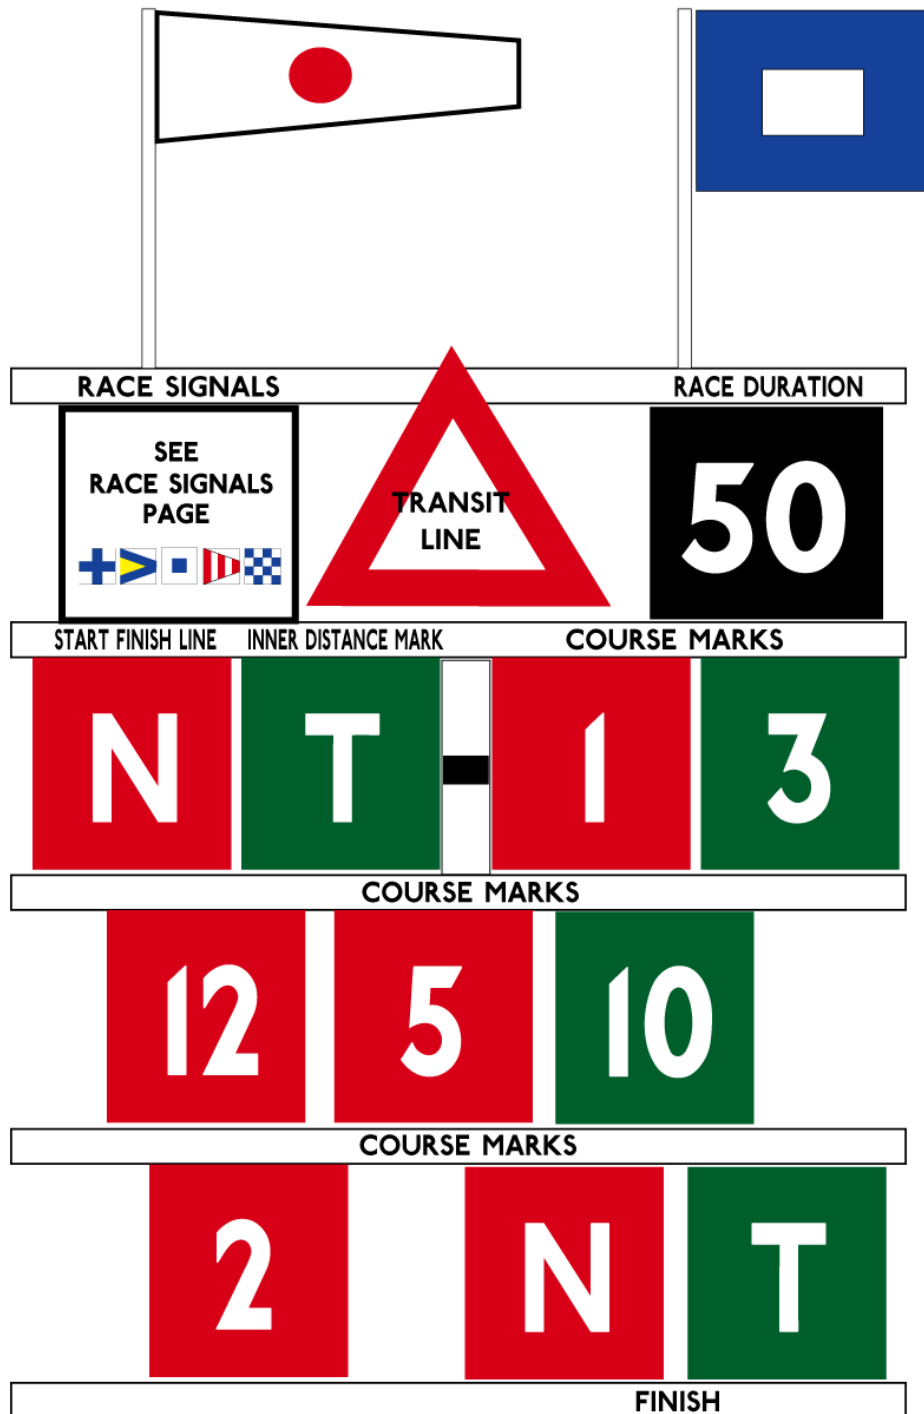 RACE SIGNALS
RACE DURATION
SEE
RACE SIGNALS
PAGE
TRANSIT
LINE
50
START FINISH LINE
INNER DISTANCE MARK
COURSE MARKS
N T 1 3
COURSE MARKS
12 5 10
COURSE MARKS
2 N T
FINISH